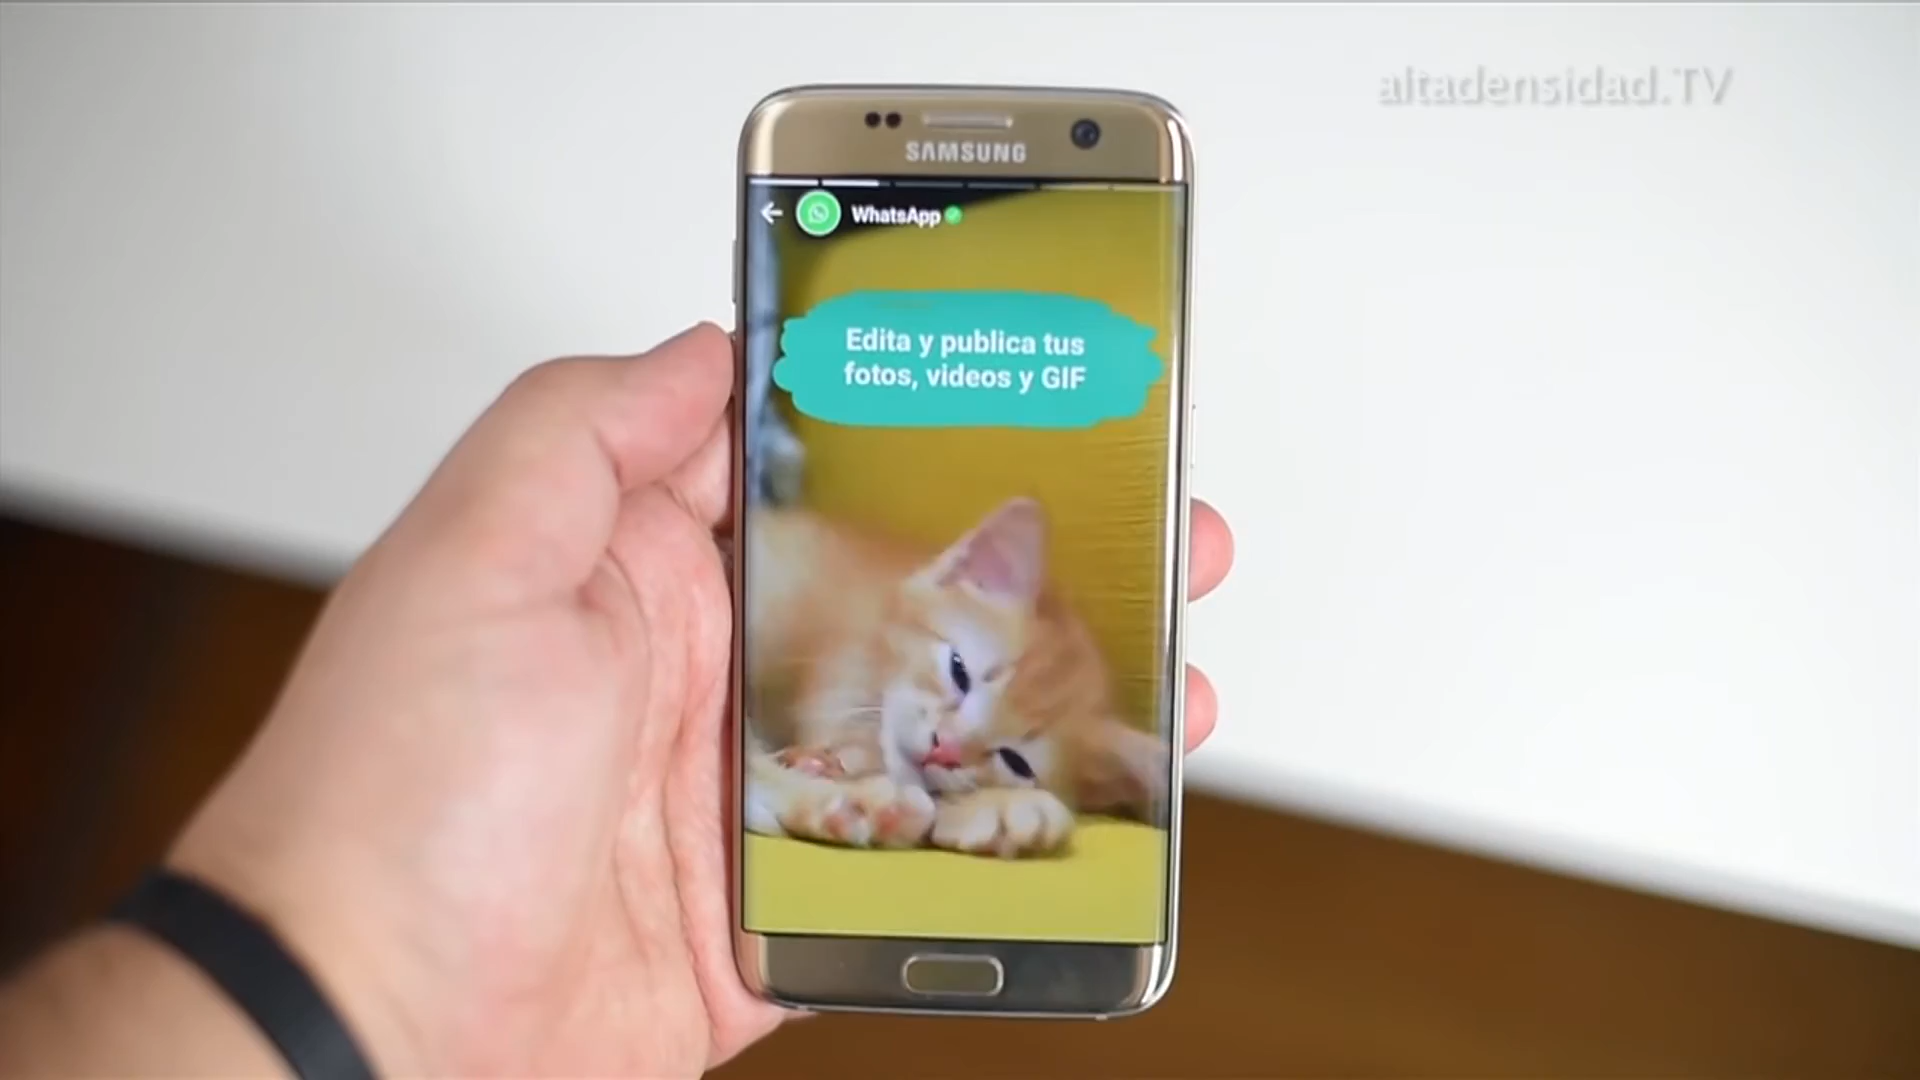 altadensidad.TV
SAMSUNG
WhatsApp
Edita y publica tus
fotos, videos y GIF